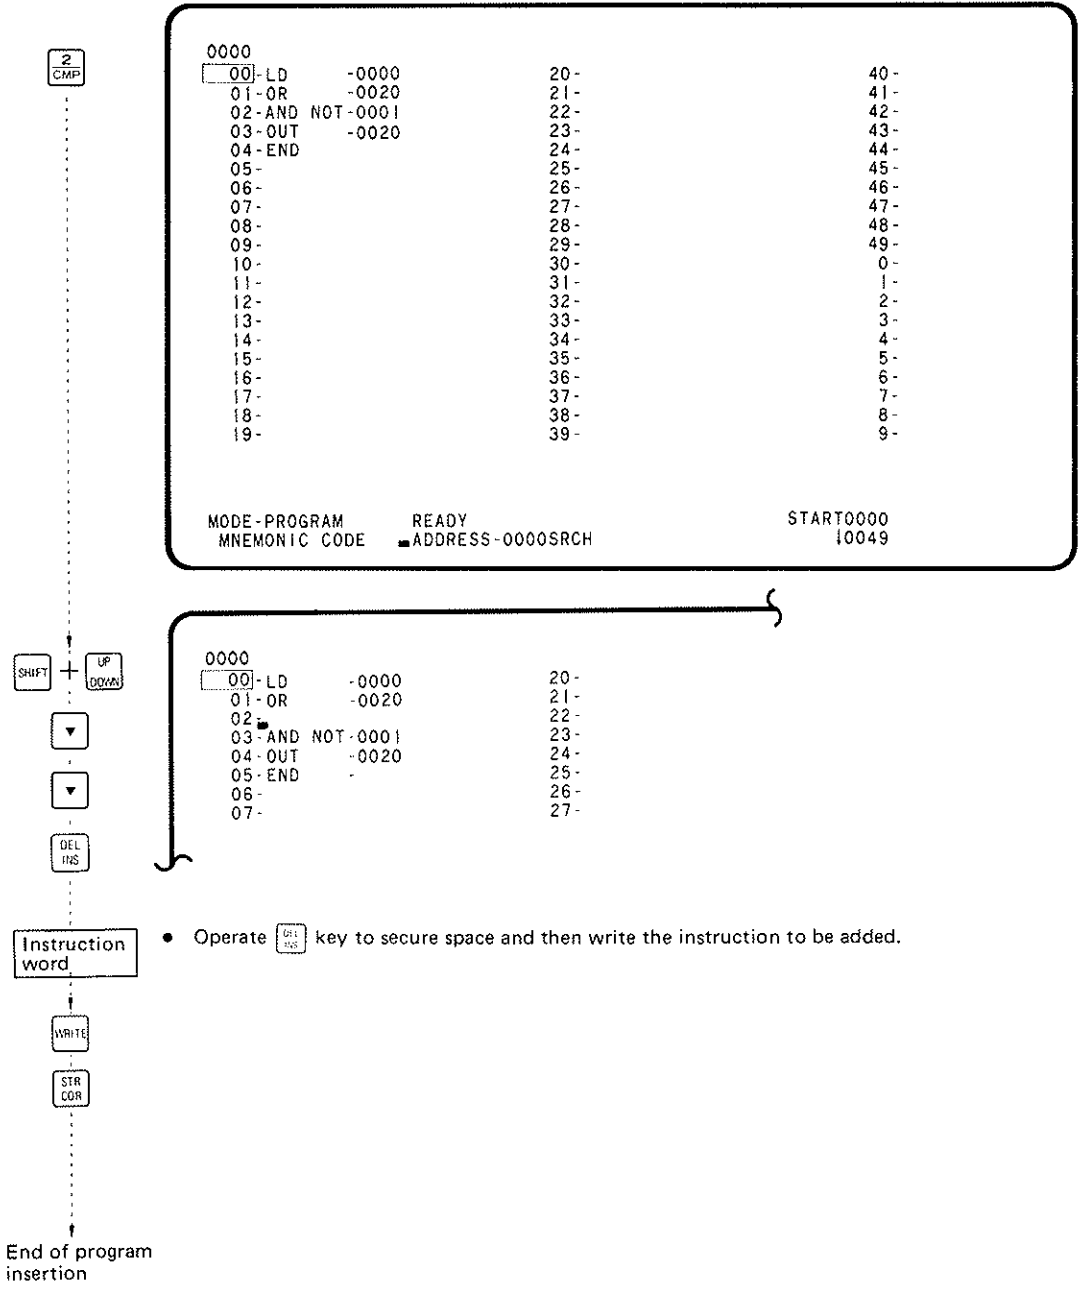 2
CMP
0000
00-LD -0000 20- 40-
01-OR -0020 21- 41-
02-AND NOT-0001 22- 42-
03-OUT -0020 23- 43-
04-END 24- 44-
05- 25- 45-
06- 26- 46-
07- 27- 47-
08- 28- 48-
09- 29- 49-
10- 30- 0-
11- 31- 1-
12- 32- 2-
13- 33- 3-
14- 34- 4-
15- 35- 5-
16- 36- 6-
17- 37- 7-
18- 38- 8-
19- 39- 9-
MODE-PROGRAM READY START0000
MNEMONIC CODE ADDRESS-0000SRCH ↓0049
SHIFT + UP
DOWN
▼
▼
DEL
INS
0000
00-LD -0000 20-
01-OR -0020 21-
02- 22-
03-AND NOT-0001 23-
04-OUT -0020 24-
05-END - 25-
06- 26-
07- 27-
Instruction
word
• Operate DEL INS key to secure space and then write the instruction to be added.
WRITE
STR
COR
End of program
insertion